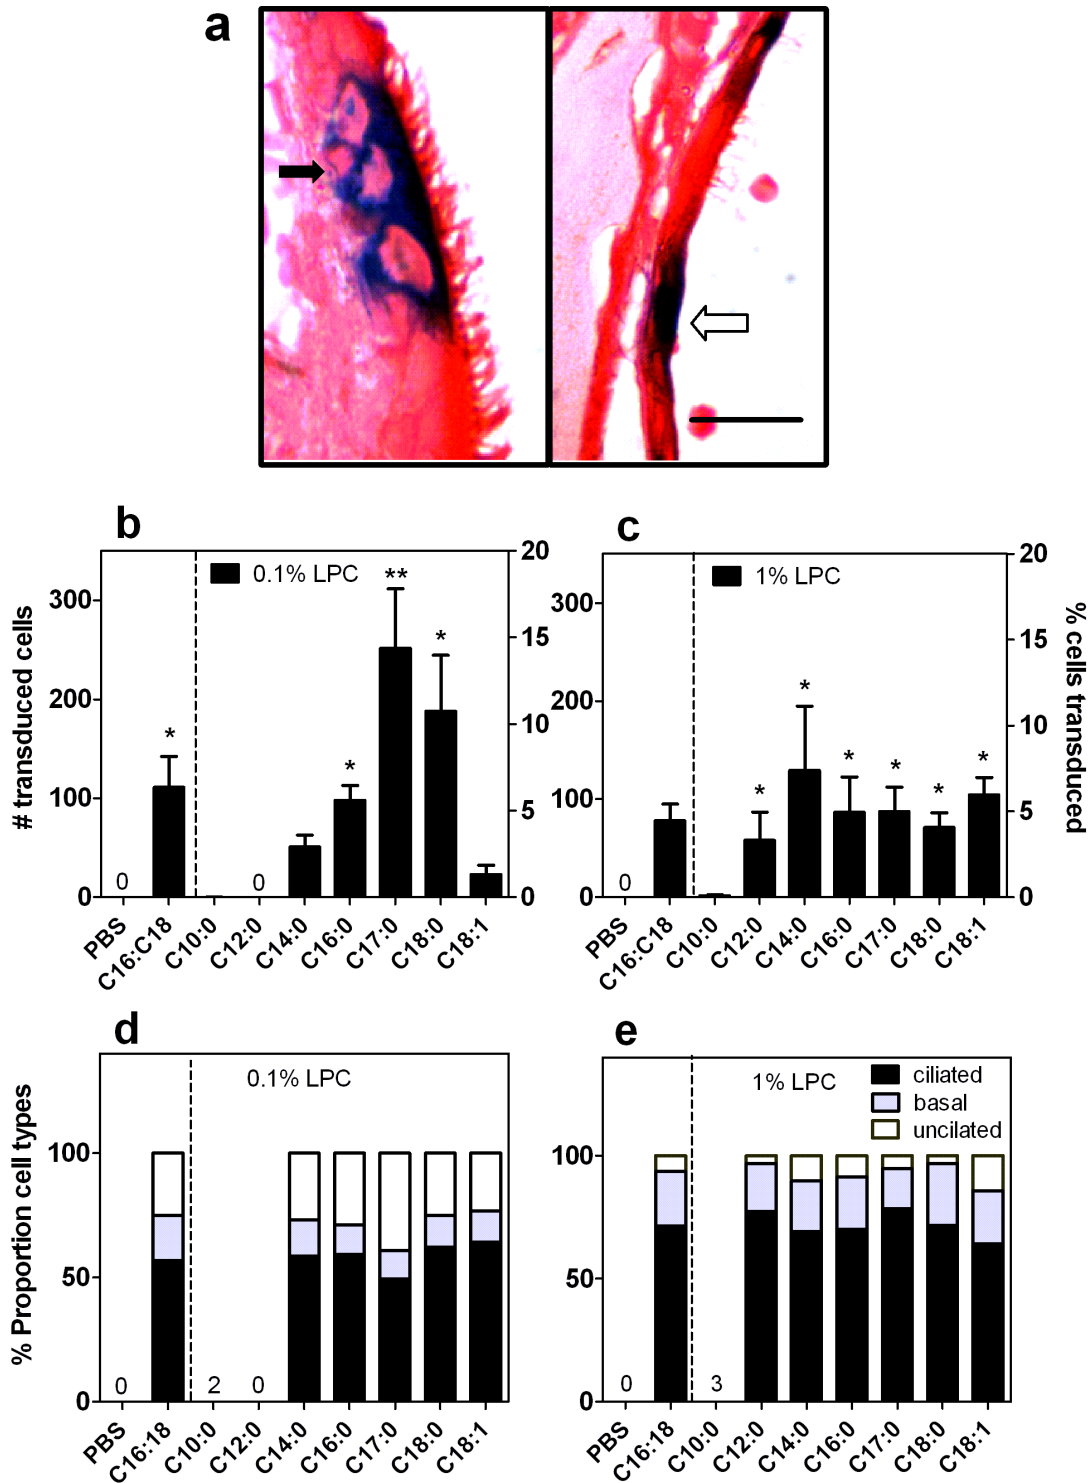 a
b
# transduced cells
300
200
100
0
0.1% LPC
0
*
0
*
**
*
20
15
10
5
0
PBS
C16:C18
C10:0
C12:0
C14:0
C16:0
C17:0
C18:0
C18:1
c
300
200
100
0
1% LPC
0
*
*
*
*
*
*
20
15
10
5
0
% cells transduced
PBS
C16:C18
C10:0
C12:0
C14:0
C16:0
C17:0
C18:0
C18:1
d
% Proportion cell types
100
50
0
0.1% LPC
0
2
0
PBS
C16:18
C10:0
C12:0
C14:0
C16:0
C17:0
C18:0
C18:1
e
100
50
0
1% LPC
ciliated
basal
uncilated
0
3
PBS
C16:18
C10:0
C12:0
C14:0
C16:0
C17:0
C18:0
C18:1